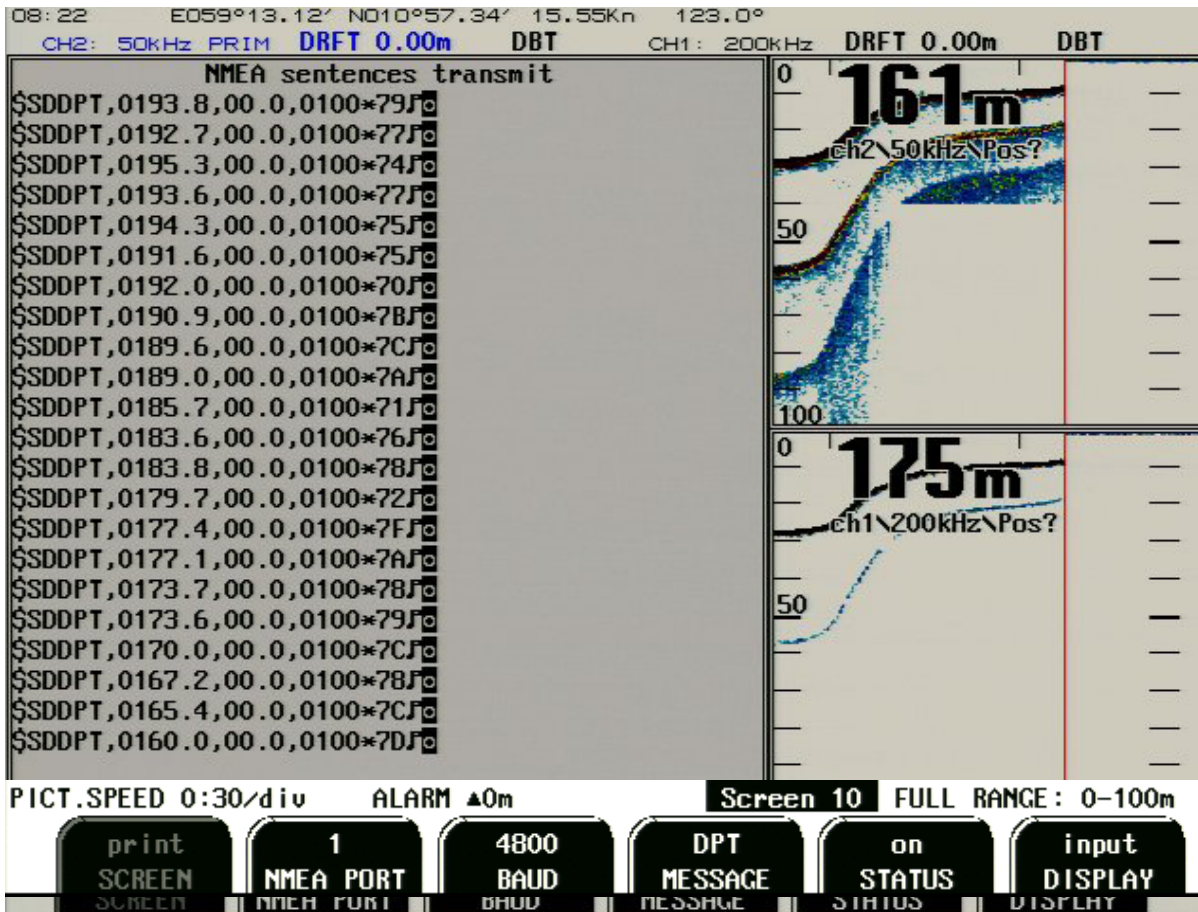 08:22 E059°13.12′ N010°57.34′ 15.55Kn 123.0°
CH2: 50KHz PRIM DRFT 0.00m DBT CH1: 200KHz DRFT 0.00m DBT
NMEA sentences transmit
$SDDPT,0193.8,00.0,0100*79♪◘
$SDDPT,0192.7,00.0,0100*77♪◘
$SDDPT,0195.3,00.0,0100*74♪◘
$SDDPT,0193.6,00.0,0100*77♪◘
$SDDPT,0194.3,00.0,0100*75♪◘
$SDDPT,0191.6,00.0,0100*75♪◘
$SDDPT,0192.0,00.0,0100*70♪◘
$SDDPT,0190.9,00.0,0100*7B♪◘
$SDDPT,0189.6,00.0,0100*7C♪◘
$SDDPT,0189.0,00.0,0100*7A♪◘
$SDDPT,0185.7,00.0,0100*71♪◘
$SDDPT,0183.6,00.0,0100*76♪◘
$SDDPT,0183.8,00.0,0100*78♪◘
$SDDPT,0179.7,00.0,0100*72♪◘
$SDDPT,0177.4,00.0,0100*7F♪◘
$SDDPT,0177.1,00.0,0100*7A♪◘
$SDDPT,0173.7,00.0,0100*78♪◘
$SDDPT,0173.6,00.0,0100*79♪◘
$SDDPT,0170.0,00.0,0100*7C♪◘
$SDDPT,0167.2,00.0,0100*78♪◘
$SDDPT,0165.4,00.0,0100*7C♪◘
$SDDPT,0160.0,00.0,0100*7D♪◘
0
161m
ch2\50kHz\Pos?
50
100
0
175m
ch1\200kHz\Pos?
50
PICT.SPEED 0:30/div ALARM ▲0m Screen 10 FULL RANGE: 0-100m
print 1 4800 DPT on input
SCREEN NMEA PORT BAUD MESSAGE STATUS DISPLAY
SCREEN NMEA PORT BAUD MESSAGE STATUS DISPLAY